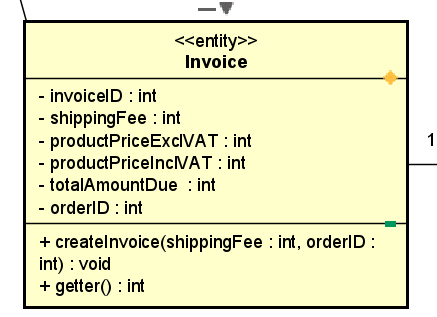 <<entity>>
Invoice
- invoiceID : int
- shippingFee : int
- productPriceExclVAT : int
- productPriceInclVAT : int
- totalAmountDue : int
- orderID : int
+ createInvoice(shippingFee : int, orderID :
int) : void
+ getter() : int
1